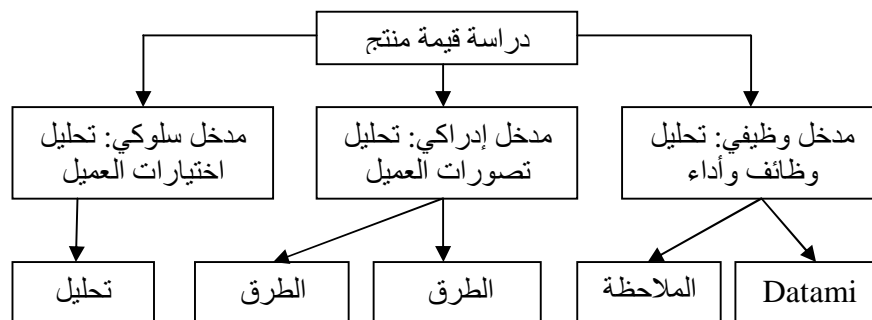 دراسة قيمة منتج
مدخل وظيفي: تحليل
وظائف وأداء
مدخل إدراكي: تحليل
تصورات العميل
مدخل سلوكي: تحليل
اختيارات العميل
Datami
الملاحظة
الطرق
الطرق
تحليل